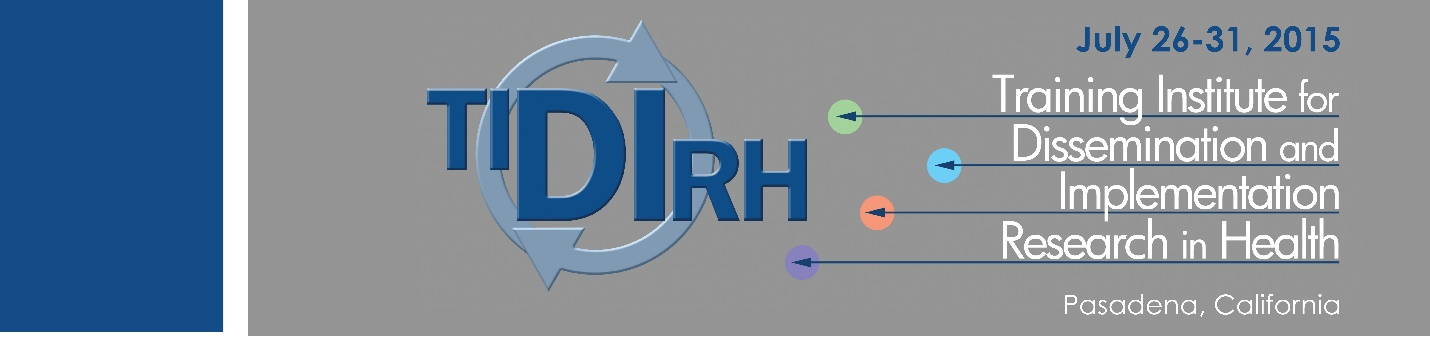 TIDIRH
July 26-31, 2015
Training Institute for
Dissemination and
Implementation
Research in Health
Pasadena, California